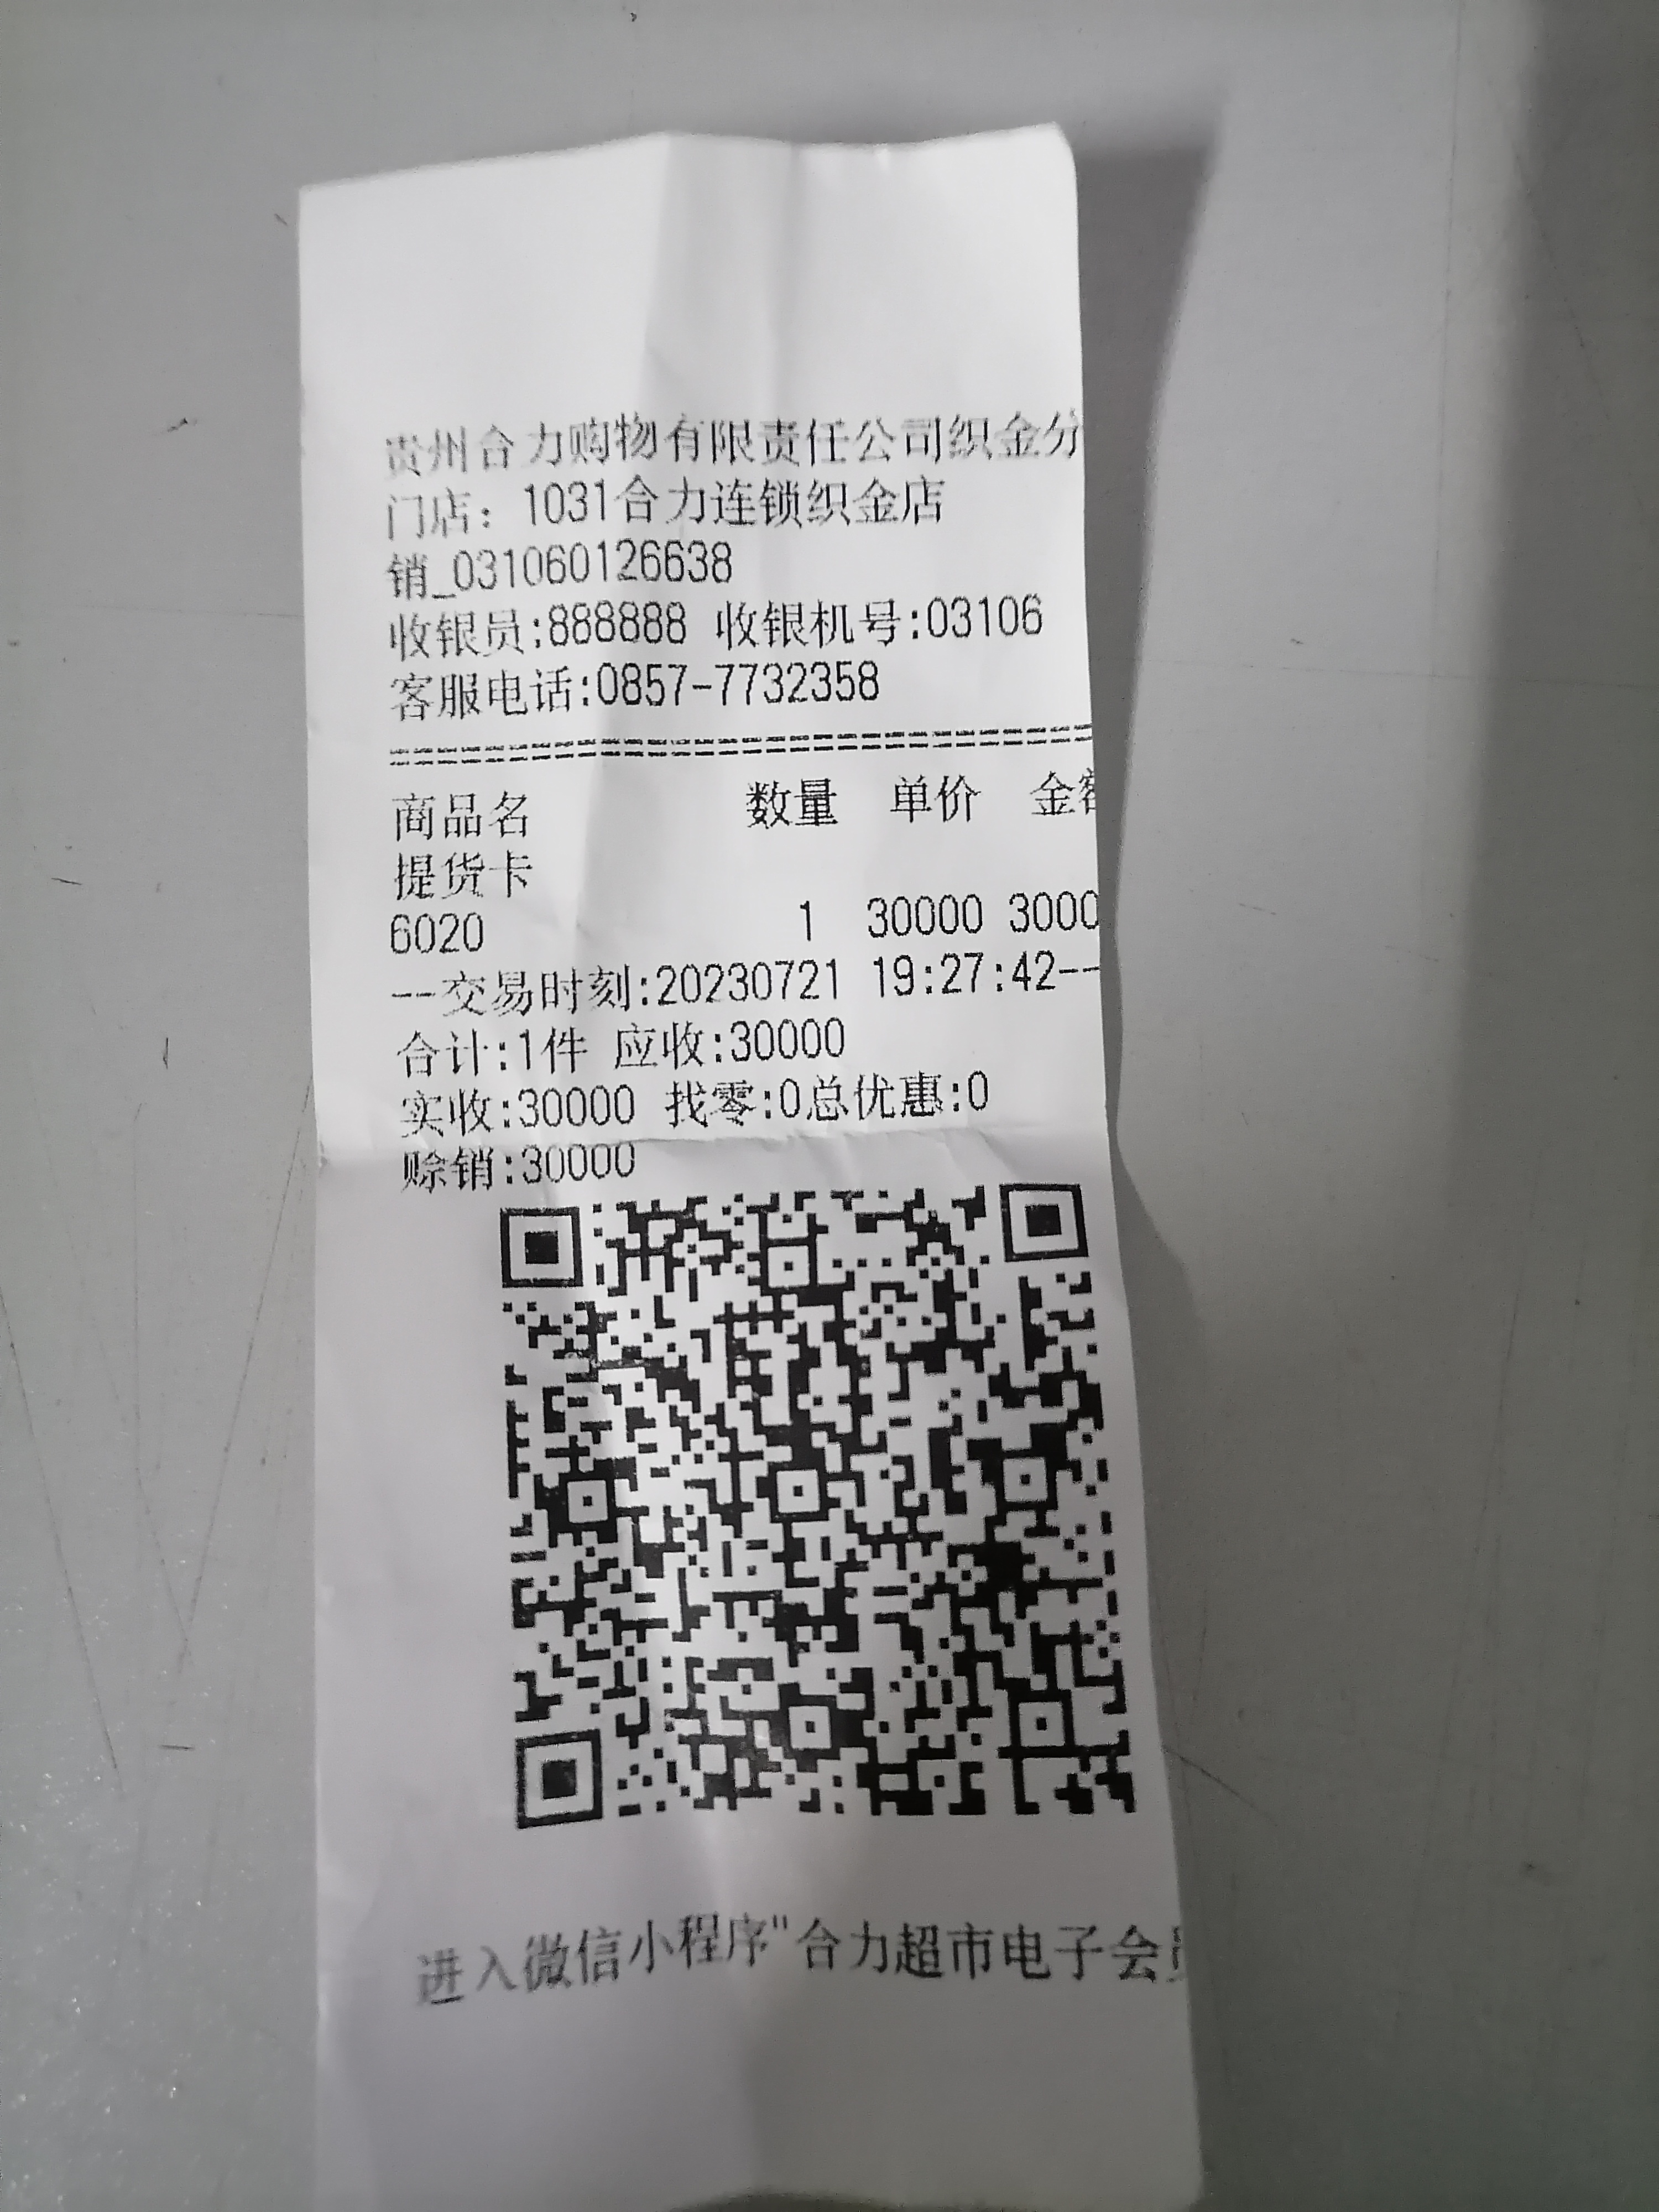 贵州合力购物有限责任公司织金分
门店：1031合力连锁织金店
销_031060126638
收银员:888888 收银机号:03106
客服电话:0857-7732358
================================
商品名 数量 单价 金额
提货卡
6020 1 30000 3000
--交易时刻:20230721 19:27:42--
合计:1件 应收:30000
实收:30000 找零:0总优惠:0
赊销:30000
进入微信小程序"合力超市电子会员